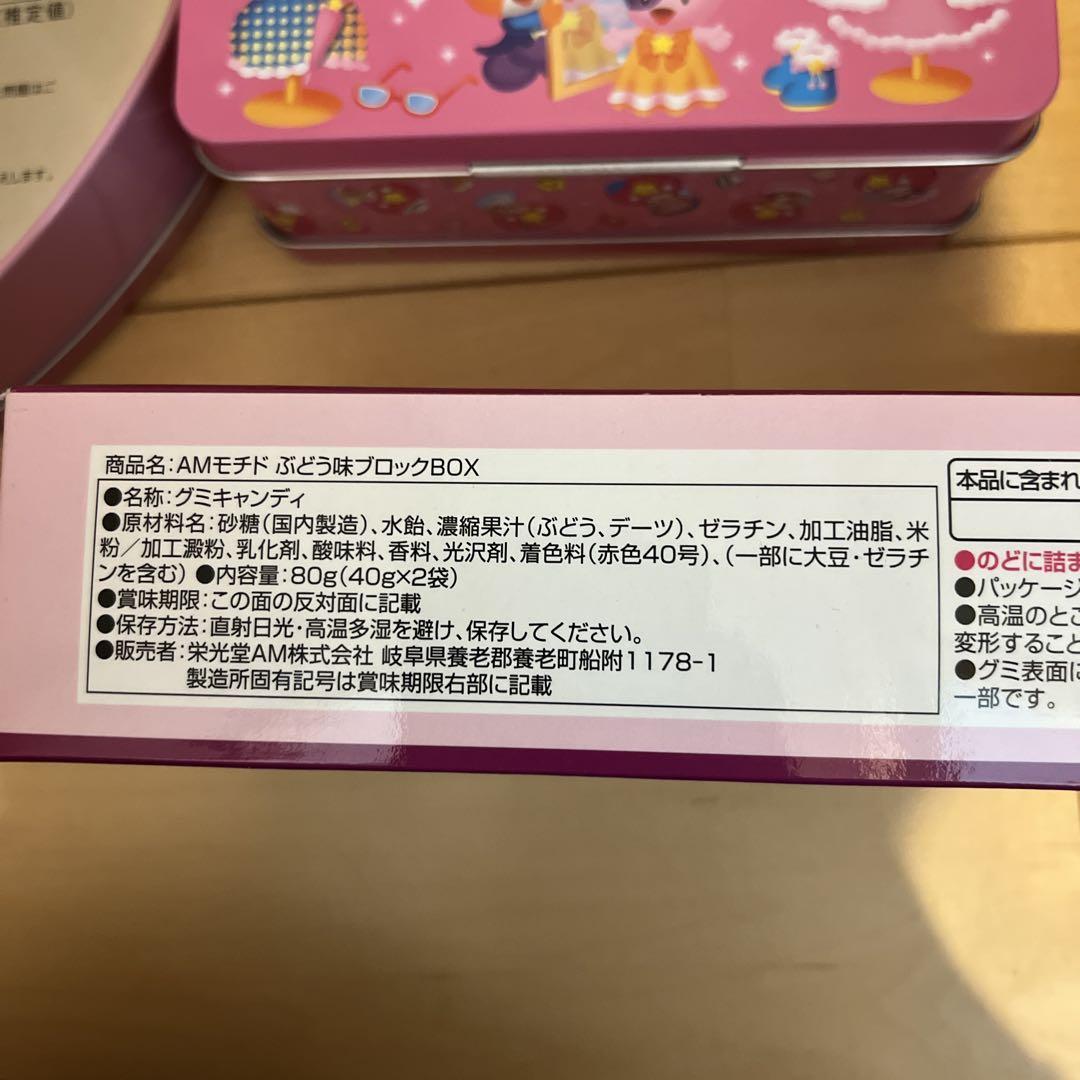 推定値)
します。
商品名：AMモチド ぶどう味ブロックBOX
●名称：グミキャンディ
●原材料名：砂糖（国内製造）、水飴、濃縮果汁（ぶどう、デーツ）、ゼラチン、加工油脂、米
粉／加工澱粉、乳化剤、酸味料、香料、光沢剤、着色料（赤色40号）、（一部に大豆・ゼラチ
ンを含む） ●内容量：80g（40g×2袋）
●賞味期限：この面の反対面に記載
●保存方法：直射日光・高温多湿を避け、保存してください。
●販売者：栄光堂AM株式会社 岐阜県養老郡養老町船附1178-1
製造所固有記号は賞味期限右部に記載
本品に含まれ
●のどに詰ま
●パッケージ
●高温のとこ
変形すること
●グミ表面に
一部です。